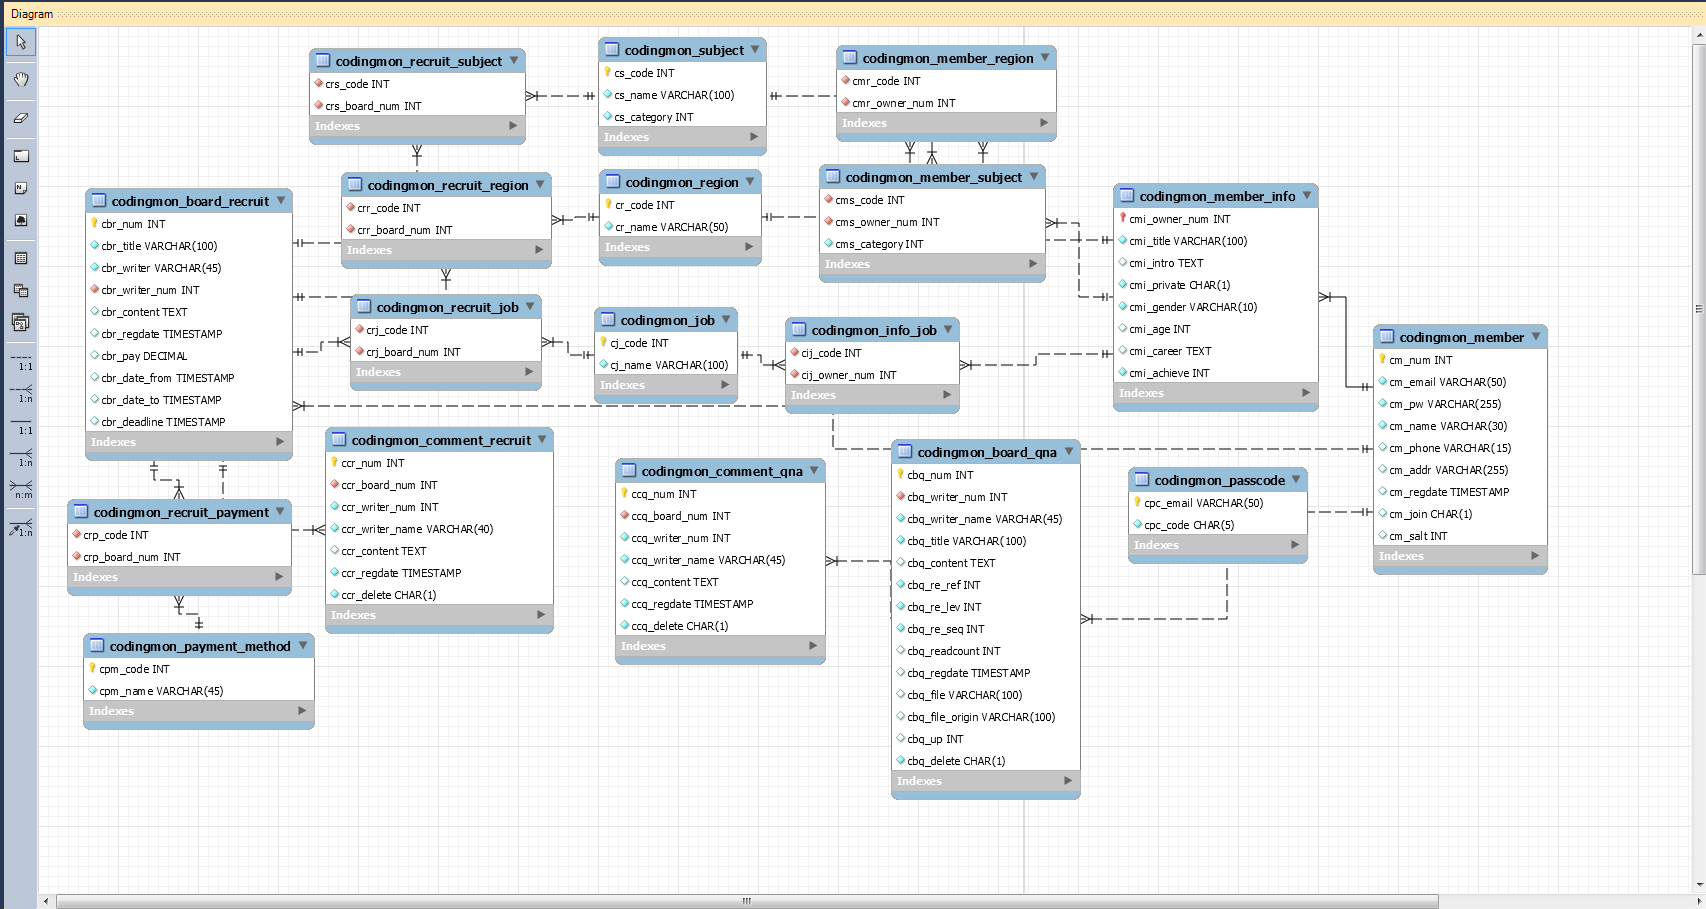 Diagram
1:1
1:n
1:1
1:n
n:m
1:n
codingmon_recruit_subject
crs_code INT
crs_board_num INT
Indexes
codingmon_subject
cs_code INT
cs_name VARCHAR(100)
cs_category INT
Indexes
codingmon_member_region
cmr_code INT
cmr_owner_num INT
Indexes
codingmon_board_recruit
cbr_num INT
cbr_title VARCHAR(100)
cbr_writer VARCHAR(45)
cbr_writer_num INT
cbr_content TEXT
cbr_regdate TIMESTAMP
cbr_pay DECIMAL
cbr_date_from TIMESTAMP
cbr_date_to TIMESTAMP
cbr_deadline TIMESTAMP
Indexes
codingmon_recruit_region
crr_code INT
crr_board_num INT
Indexes
codingmon_region
cr_code INT
cr_name VARCHAR(50)
Indexes
codingmon_member_subject
cms_code INT
cms_owner_num INT
cms_category INT
Indexes
codingmon_member_info
cmi_owner_num INT
cmi_title VARCHAR(100)
cmi_intro TEXT
cmi_private CHAR(1)
cmi_gender VARCHAR(10)
cmi_age INT
cmi_career TEXT
cmi_achieve INT
Indexes
codingmon_recruit_job
crj_code INT
crj_board_num INT
Indexes
codingmon_job
cj_code INT
cj_name VARCHAR(100)
Indexes
codingmon_info_job
cij_code INT
cij_owner_num INT
Indexes
codingmon_member
cm_num INT
cm_email VARCHAR(50)
cm_pw VARCHAR(255)
cm_name VARCHAR(30)
cm_phone VARCHAR(15)
cm_addr VARCHAR(255)
cm_regdate TIMESTAMP
cm_join CHAR(1)
cm_salt INT
Indexes
codingmon_comment_recruit
ccr_num INT
ccr_board_num INT
ccr_writer_num INT
ccr_writer_name VARCHAR(40)
ccr_content TEXT
ccr_regdate TIMESTAMP
ccr_delete CHAR(1)
Indexes
codingmon_comment_qna
ccq_num INT
ccq_board_num INT
ccq_writer_num INT
ccq_writer_name VARCHAR(45)
ccq_content TEXT
ccq_regdate TIMESTAMP
ccq_delete CHAR(1)
Indexes
codingmon_board_qna
cbq_num INT
cbq_writer_num INT
cbq_writer_name VARCHAR(45)
cbq_title VARCHAR(100)
cbq_content TEXT
cbq_re_ref INT
cbq_re_lev INT
cbq_re_seq INT
cbq_readcount INT
cbq_regdate TIMESTAMP
cbq_file VARCHAR(100)
cbq_file_origin VARCHAR(100)
cbq_up INT
cbq_delete CHAR(1)
Indexes
codingmon_passcode
cpc_email VARCHAR(50)
cpc_code CHAR(5)
Indexes
codingmon_recruit_payment
crp_code INT
crp_board_num INT
Indexes
codingmon_payment_method
cpm_code INT
cpm_name VARCHAR(45)
Indexes